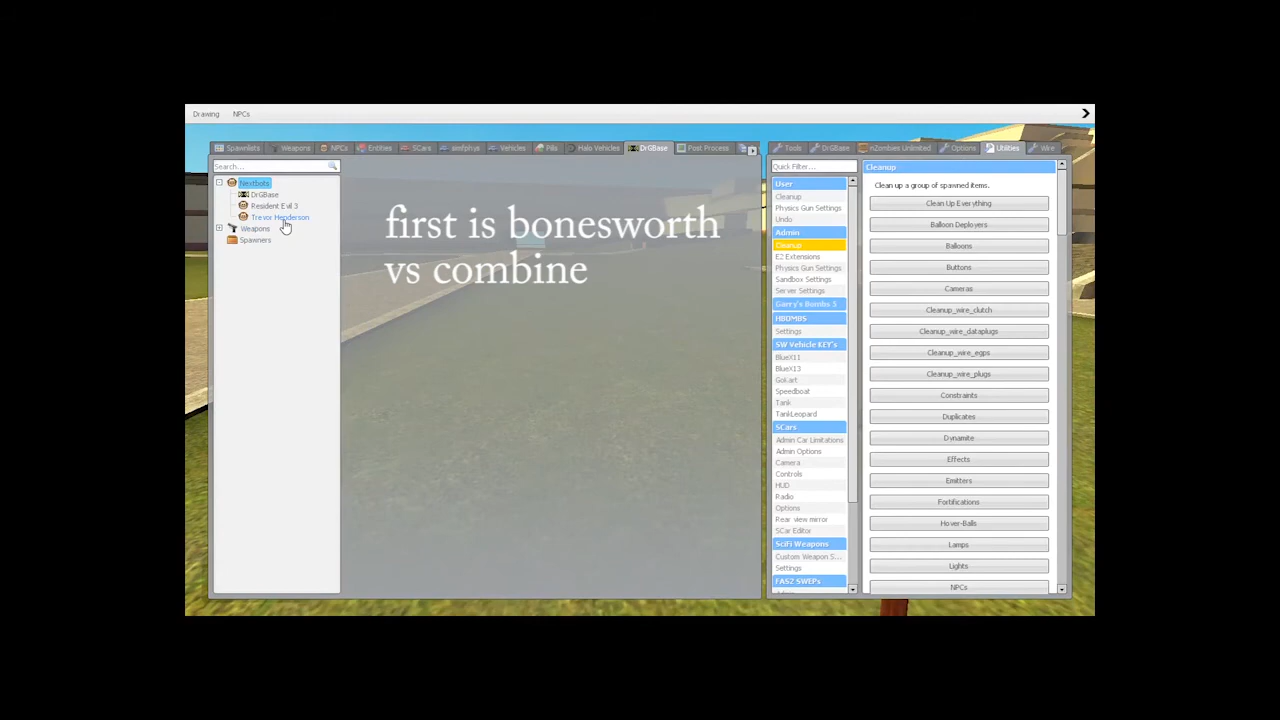 Drawing NPCs
Spawnlists Weapons NPCs Entities SCars simfphys Vehicles Pills Halo Vehicles DrGBase Post Process
Tools DrGBase nZombies Unlimited Options Utilities Wire
Search...
Nextbots
DrGBase
Resident Evil 3
Trevor Henderson
Weapons
Spawners
first is bonesworth
vs combine
Quick Filter...
User
Cleanup
Physics Gun Settings
Undo
Admin
Cleanup
E2 Extensions
Physics Gun Settings
Sandbox Settings
Server Settings
Garry's Bombs 5
HBOMBS
Settings
SW Vehicle KEY's
BlueX11
BlueX13
Gokart
Speedboat
Tank
TankLeopard
SCars
Admin Car Limitations
Admin Options
Camera
Controls
HUD
Radio
Options
Rear view mirror
SCar Editor
SciFi Weapons
Custom Weapon S...
Settings
FAS2 SWEPs
Cleanup
Clean up a group of spawned items.
Clean Up Everything
Balloon Deployers
Balloons
Buttons
Cameras
Cleanup_wire_clutch
Cleanup_wire_dataplugs
Cleanup_wire_egps
Cleanup_wire_plugs
Constraints
Duplicates
Dynamite
Effects
Emitters
Fortifications
Hover-Balls
Lamps
Lights
NPCs